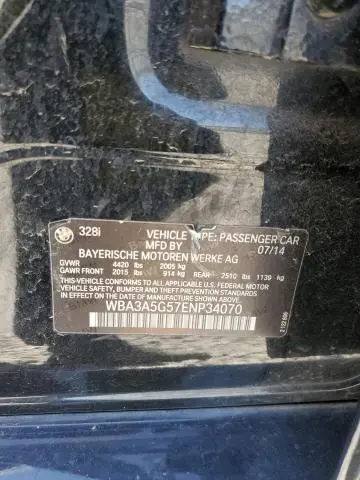 328i VEHICLE TYPE: PASSENGER CAR
MFD BY 07/14
BAYERISCHE MOTOREN WERKE AG
GVWR 4420 lbs 2005 kg
GAWR FRONT 2015 lbs 914 kg REAR 2510 lbs 1139 kg
THIS VEHICLE CONFORMS TO ALL APPLICABLE U.S. FEDERAL MOTOR
VEHICLE SAFETY, BUMPER AND THEFT PREVENTION STANDARDS IN
EFFECT ON THE DATE OF MANUFACTURE SHOWN ABOVE.
WBA3A5G57ENP34070